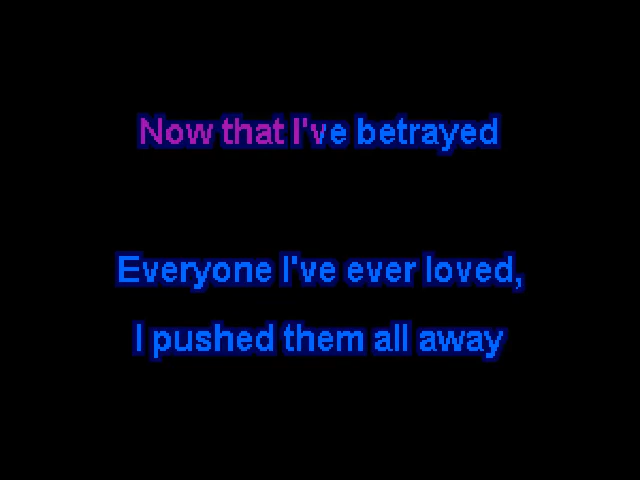 Now that I've betrayed
Everyone I've ever loved,
I pushed them all away